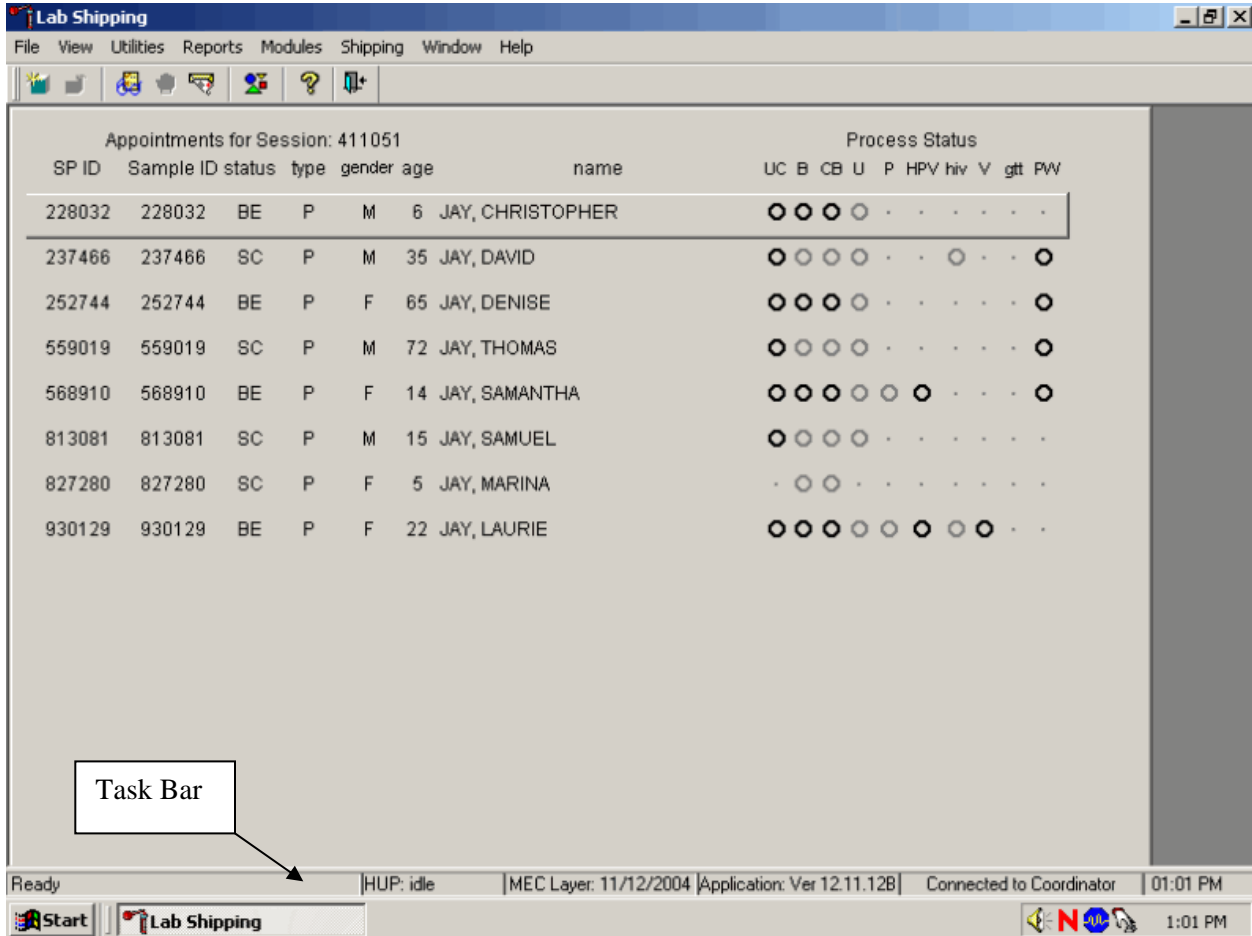 Lab Shipping
File View Utilities Reports Modules Shipping Window Help
Appointments for Session: 411051 Process Status
SP ID Sample ID status type gender age name UC B CB U P HPV hiv V gtt PW
228032 228032 BE P M 6 JAY, CHRISTOPHER
237466 237466 SC P M 35 JAY, DAVID
252744 252744 BE P F 65 JAY, DENISE
559019 559019 SC P M 72 JAY, THOMAS
568910 568910 BE P F 14 JAY, SAMANTHA
813081 813081 SC P M 15 JAY, SAMUEL
827280 827280 SC P F 5 JAY, MARINA
930129 930129 BE P F 22 JAY, LAURIE
Task Bar
Ready HUP: idle MEC Layer: 11/12/2004 Application: Ver 12.11.12B Connected to Coordinator 01:01 PM
Start Lab Shipping N 1:01 PM